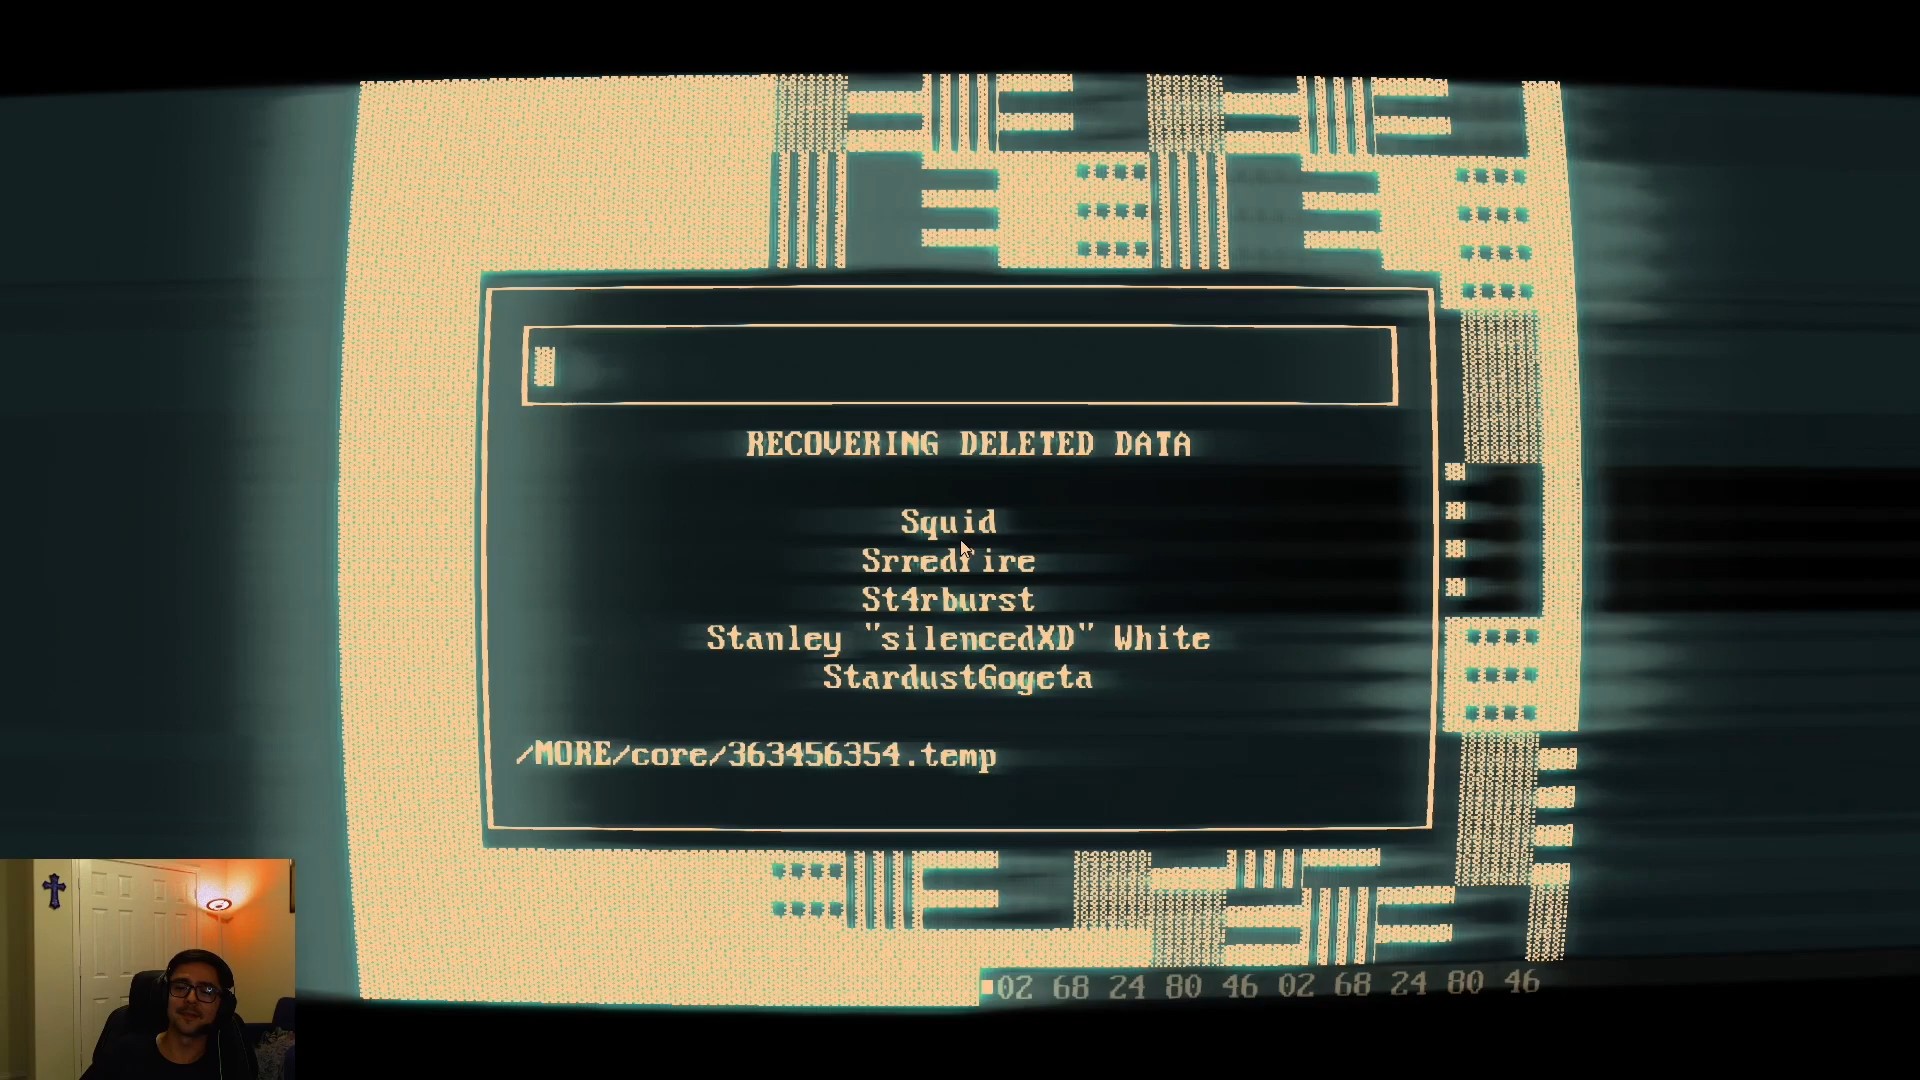 RECOVERING DELETED DATA
Squid
Srredfire
St4rburst
Stanley "silencedXD" White
StardustGogeta
/MORE/core/363456354.temp
02 68 24 80 46 02 68 24 80 46